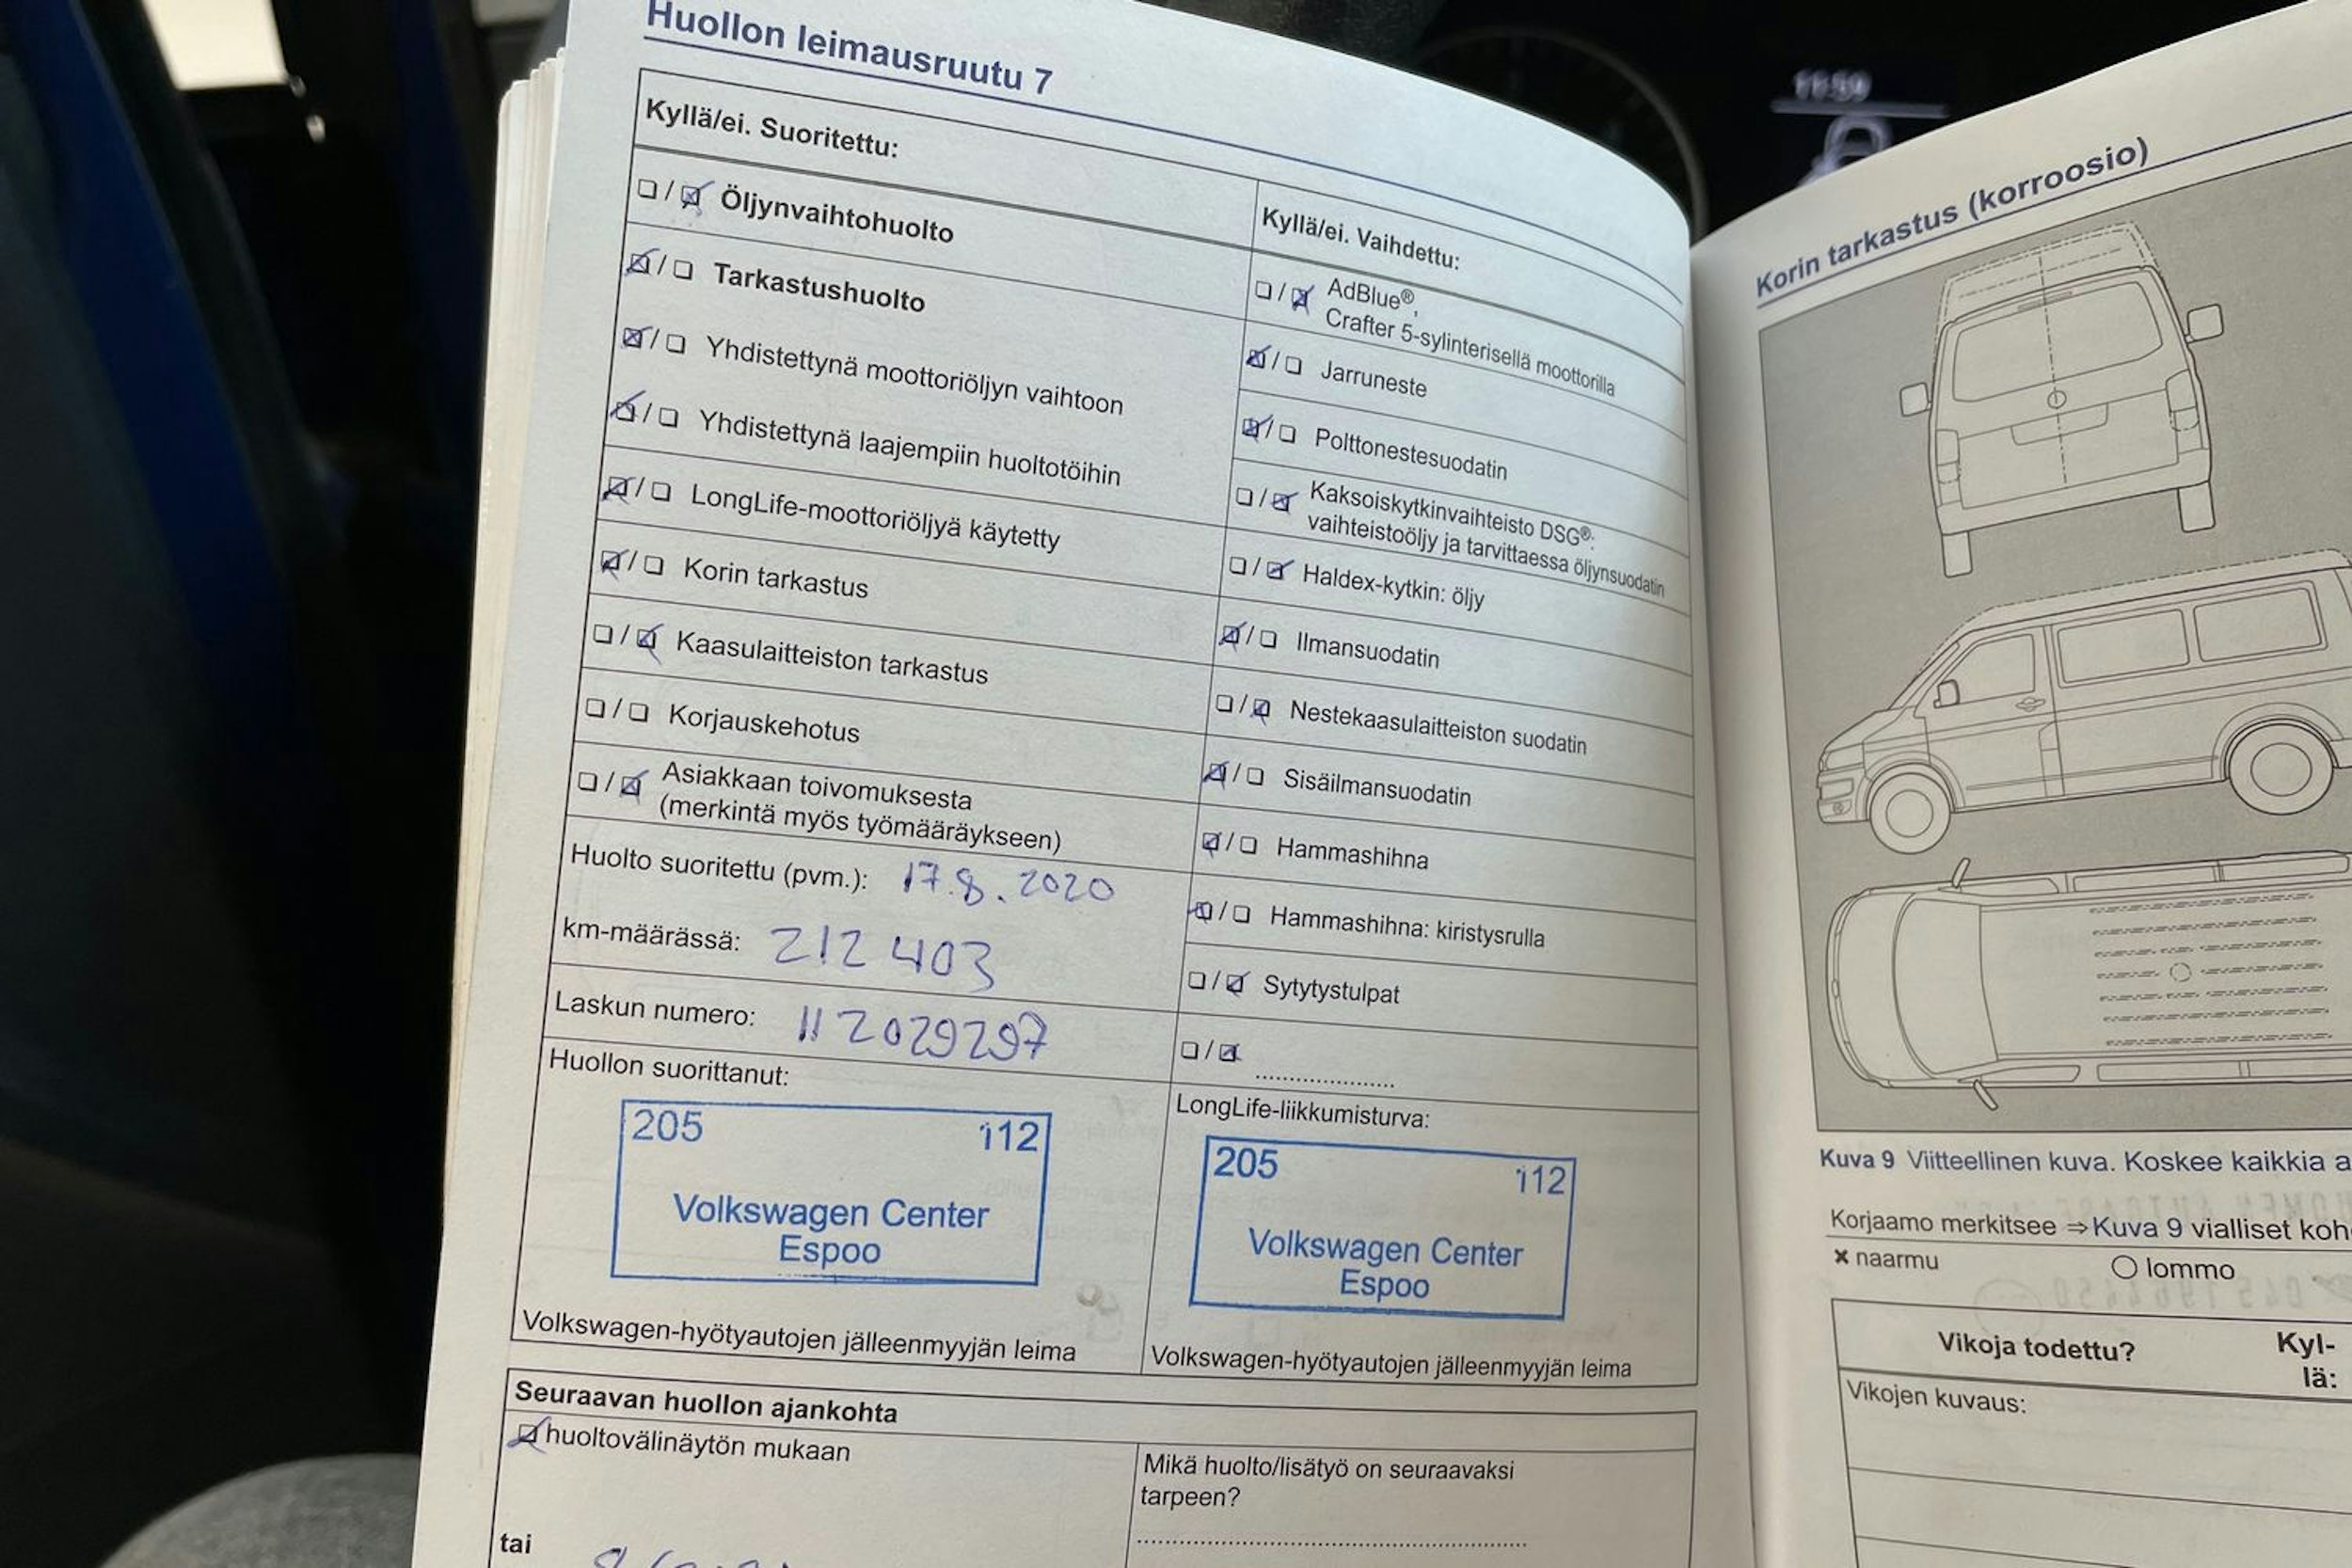 Huollon leimausruutu 7
Kyllä/ei. Suoritettu:
Öljynvaihtohuolto
Tarkastushuolto
Yhdistettynä moottoriöljyn vaihtoon
Yhdistettynä laajempiin huoltotöihin
LongLife-moottoriöljyä käytetty
Korin tarkastus
Kaasulaitteiston tarkastus
Korjauskehotus
Asiakkaan toivomuksesta
(merkintä myös työmääräykseen)
Huolto suoritettu (pvm.): 17.8.2020
km-määrässä: 212 403
Laskun numero: 112029297
Huollon suorittanut:
205 112
Volkswagen Center
Espoo
Volkswagen-hyötyautojen jälleenmyyjän leima
Kyllä/ei. Vaihdettu:
AdBlue®,
Crafter 5-sylinterisellä moottorilla
Jarruneste
Polttonestesuodatin
Kaksoiskytkinvaihteisto DSG®:
vaihteistoöljy ja tarvittaessa öljynsuodatin
Haldex-kytkin: öljy
Ilmansuodatin
Nestekaasulaitteiston suodatin
Sisäilmansuodatin
Hammashihna
Hammashihna: kiristysrulla
Sytytystulpat
LongLife-liikkumisturva:
205 112
Volkswagen Center
Espoo
Volkswagen-hyötyautojen jälleenmyyjän leima
Seuraavan huollon ajankohta
huoltovälinäytön mukaan
tai
Mikä huolto/lisätyö on seuraavaksi
tarpeen?
11:59
Korin tarkastus (korroosio)
Kuva 9 Viitteellinen kuva. Koskee kaikkia a
Korjaamo merkitsee ⇒ Kuva 9 vialliset koh
× naarmu ○ lommo
Vikoja todettu? Kyl-
lä:
Vikojen kuvaus: